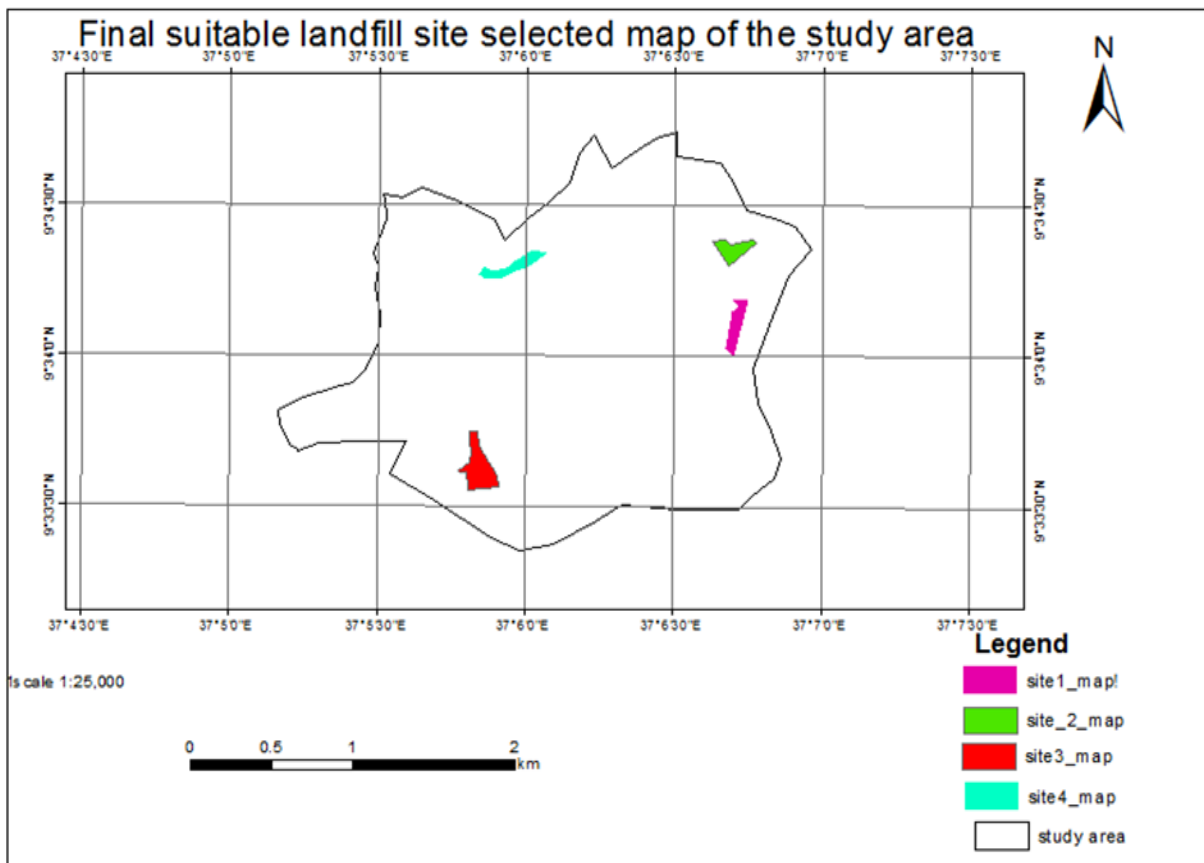 Final suitable landfill site selected map of the study area
N
37°4'30"E 37°5'0"E 37°5'30"E 37°6'0"E 37°6'30"E 37°7'0"E 37°7'30"E
9°34'30"N 9°34'30"N
9°34'0"N 9°34'0"N
9°33'30"N 9°33'30"N
37°4'30"E 37°5'0"E 37°5'30"E 37°6'0"E 37°6'30"E 37°7'0"E 37°7'30"E
Legend
1scale 1:25,000
site1_map!
site_2_map
0 0.5 1 2
site3_map
km
site4_map
study area